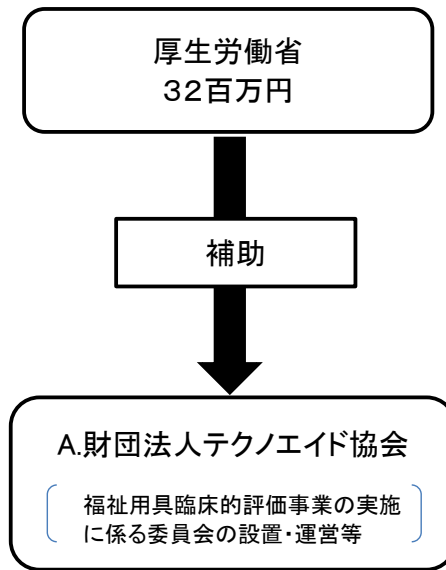 厚生労働省
32百万円
補助
A.財団法人テクノエイド協会
福祉用具臨床的評価事業の実施
に係る委員会の設置・運営等